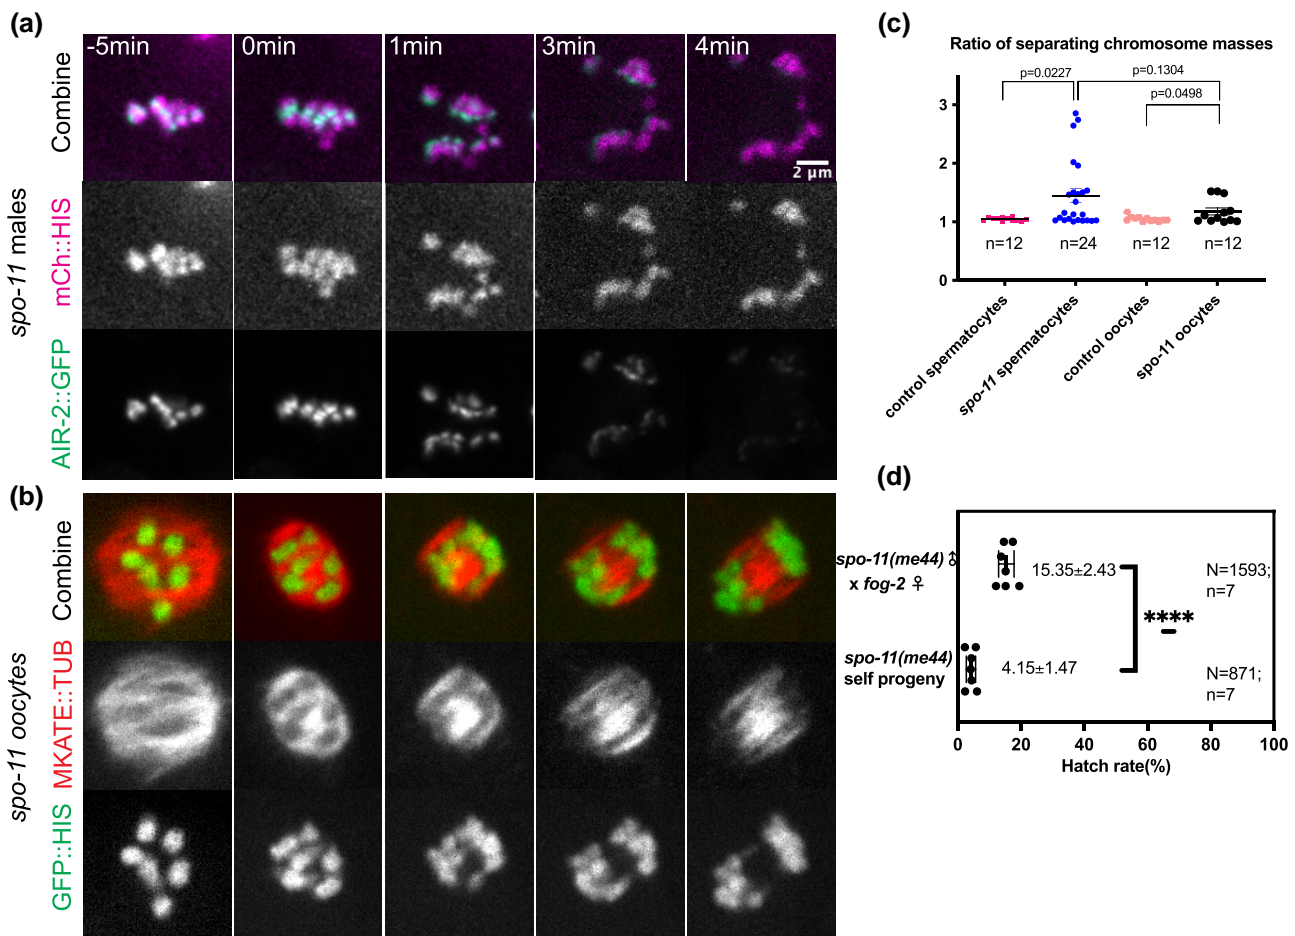 (a)
-5min
0min
1min
3min
4min
Combine
2 µm
spo-11 males
mCh::HIS
AIR-2::GFP
(b)
Combine
spo-11 oocytes
MKATE::TUB
GFP::HIS
(c)
Ratio of separating chromosome masses
p=0.0227
p=0.1304
p=0.0498
3
2
1
0
n=12
n=24
n=12
n=12
control spermatocytes
spo-11 spermatocytes
control oocytes
spo-11 oocytes
(d)
spo-11(me44) ♂
x fog-2 ♀
15.35±2.43
N=1593;
n=7
****
spo-11(me44)
self progeny
4.15±1.47
N=871;
n=7
0
20
40
60
80
100
Hatch rate(%)